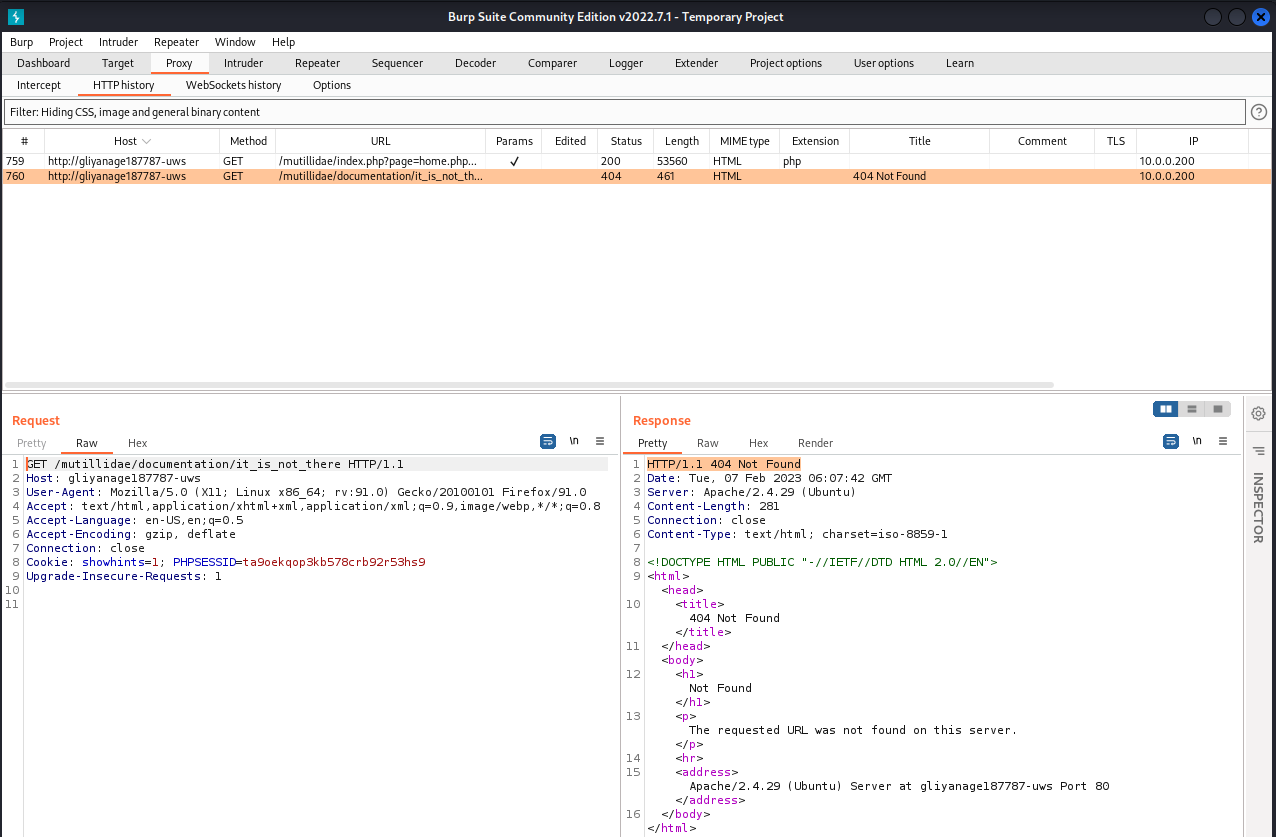 Burp Suite Community Edition v2022.7.1 - Temporary Project
Burp Project Intruder Repeater Window Help
Dashboard Target Proxy Intruder Repeater Sequencer Decoder Comparer Logger Extender Project options User options Learn
Intercept HTTP history WebSockets history Options
Filter: Hiding CSS, image and general binary content ?
# Host Method URL Params Edited Status Length MIME type Extension Title Comment TLS IP
759 http://gliyanage187787-uws GET /mutillidae/index.php?page=home.php... ✓ 200 53560 HTML php 10.0.0.200
760 http://gliyanage187787-uws GET /mutillidae/documentation/it_is_not_th... 404 461 HTML 404 Not Found 10.0.0.200
Request
Pretty Raw Hex \n
1 GET /mutillidae/documentation/it_is_not_there HTTP/1.1
2 Host: gliyanage187787-uws
3 User-Agent: Mozilla/5.0 (X11; Linux x86_64; rv:91.0) Gecko/20100101 Firefox/91.0
4 Accept: text/html,application/xhtml+xml,application/xml;q=0.9,image/webp,*/*;q=0.8
5 Accept-Language: en-US,en;q=0.5
6 Accept-Encoding: gzip, deflate
7 Connection: close
8 Cookie: showhints=1; PHPSESSID=ta9oekqop3kb578crb92r53hs9
9 Upgrade-Insecure-Requests: 1
10
11
Response
Pretty Raw Hex Render \n
1 HTTP/1.1 404 Not Found
2 Date: Tue, 07 Feb 2023 06:07:42 GMT
3 Server: Apache/2.4.29 (Ubuntu)
4 Content-Length: 281
5 Connection: close
6 Content-Type: text/html; charset=iso-8859-1
7
8 <!DOCTYPE HTML PUBLIC "-//IETF//DTD HTML 2.0//EN">
9 <html>
<head>
10 <title>
404 Not Found
</title>
11 </head>
<body>
12 <h1>
Not Found
</h1>
13 <p>
The requested URL was not found on this server.
</p>
14 <hr>
15 <address>
Apache/2.4.29 (Ubuntu) Server at gliyanage187787-uws Port 80
</address>
16 </body>
</html>
INSPECTOR